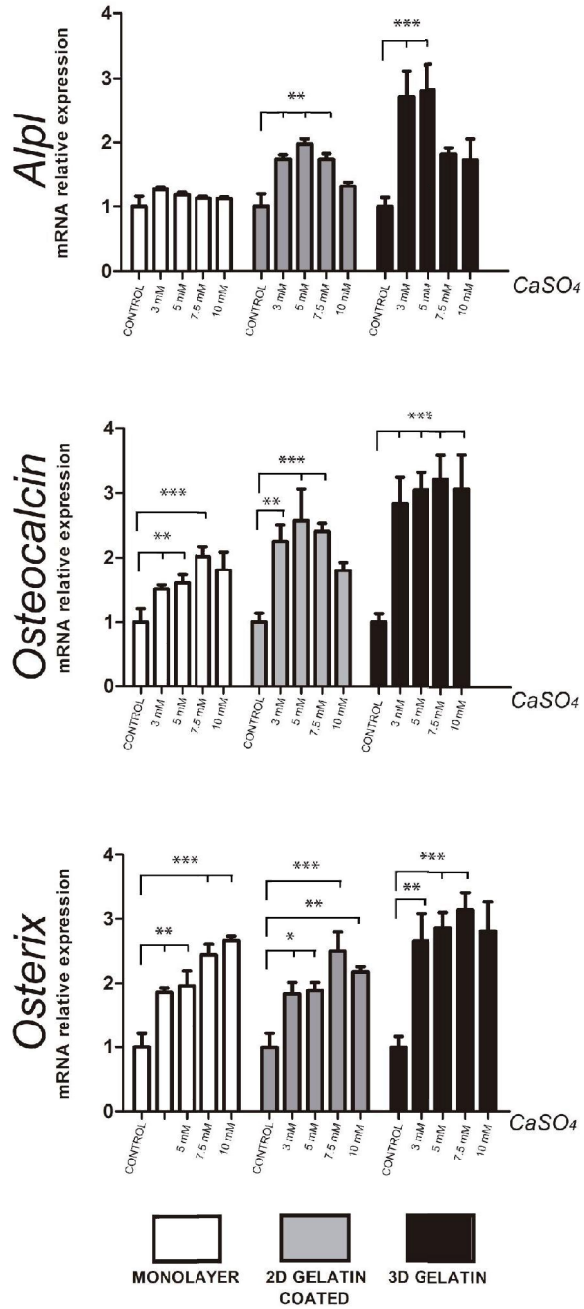 Alpl
mRNA relative expression
4
3
2
1
0
**
***
CONTROL
3 mM
5 mM
7.5 mM
10 mM
CONTROL
3 mM
5 mM
7.5 mM
10 mM
CONTROL
3 mM
5 mM
7.5 mM
10 mM
CaSO4
Osteocalcin
mRNA relative expression
4
3
2
1
0
***
**
***
**
***
CONTROL
3 mM
5 mM
7.5 mM
10 mM
CONTROL
3 mM
5 mM
7.5 mM
10 mM
CONTROL
3 mM
5 mM
7.5 mM
10 mM
CaSO4
Osterix
mRNA relative expression
4
3
2
1
0
***
**
***
**
*
***
**
CONTROL
5 mM
7.5 mM
10 mM
CONTROL
3 mM
5 mM
7.5 mM
10 mM
CONTROL
3 mM
5 mM
7.5 mM
10 mM
CaSO4
MONOLAYER
2D GELATIN
COATED
3D GELATIN